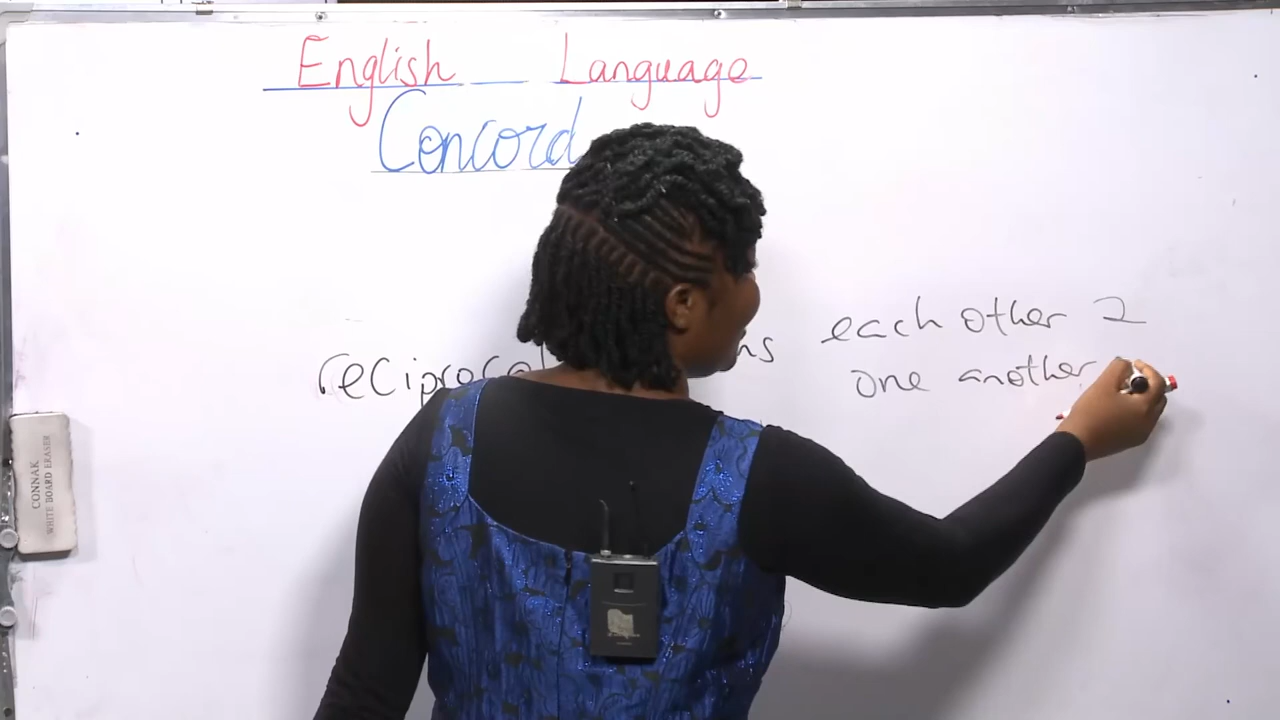 English Language
Concord
each other 2
one another
CONNAK
WHITE BOARD ERASER